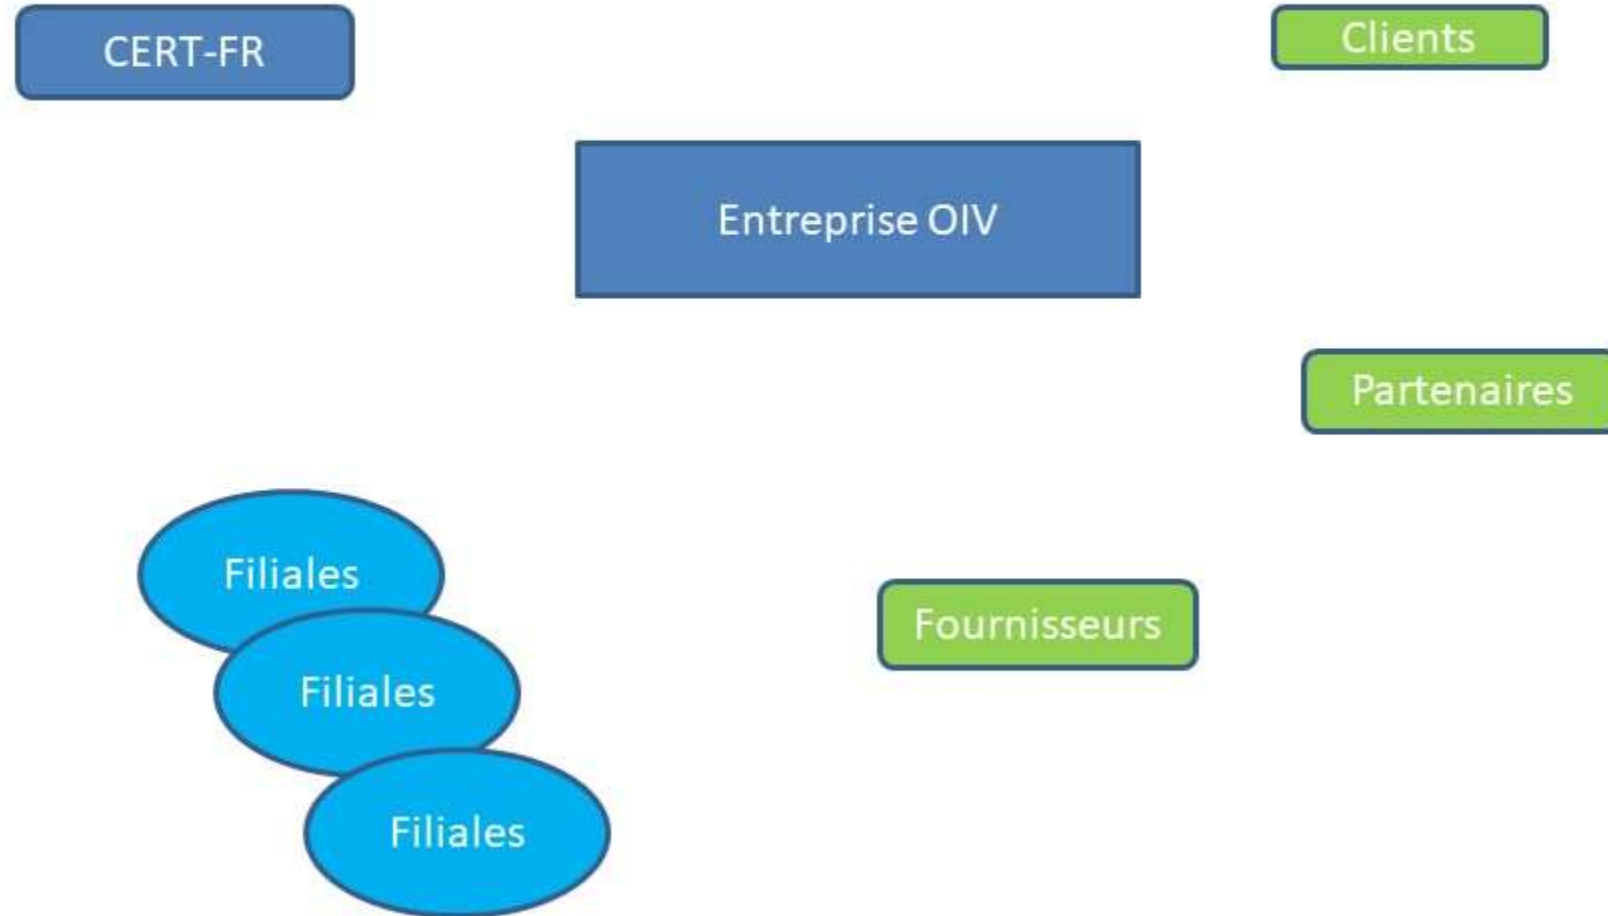 CERT-FR
Clients
Entreprise OIV
Partenaires
Filiales
Fournisseurs
Filiales
Filiales